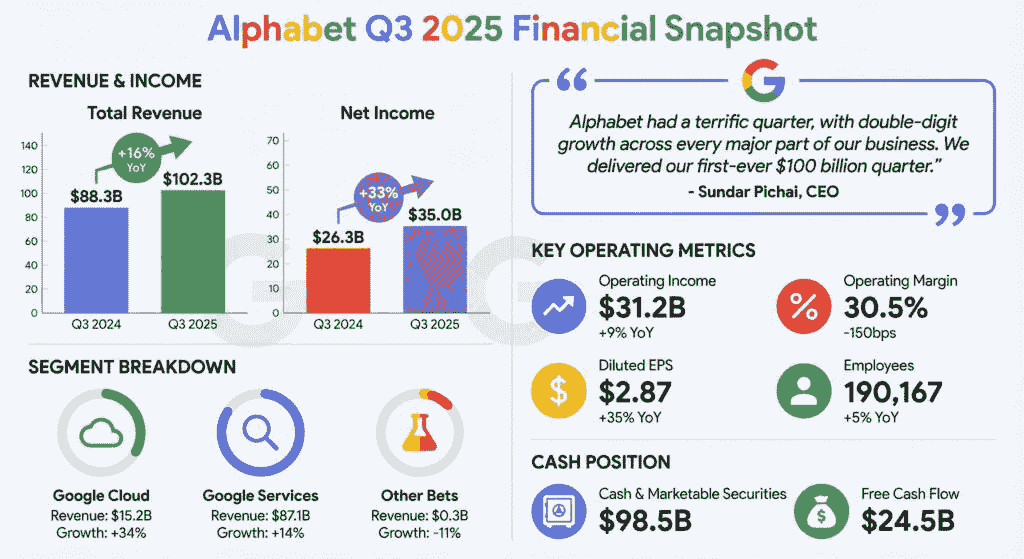 Alphabet Q3 2025 Financial Snapshot
REVENUE & INCOME
Total Revenue
140
120
100
80
60
40
20
0
+16%
YoY
$88.3B
$102.3B
Q3 2024
Q3 2025
Net Income
70
60
50
40
30
20
10
0
+33%
YoY
$26.3B
$35.0B
Q3 2024
Q3 2025
SEGMENT BREAKDOWN
Google Cloud
Revenue: $15.2B
Growth: +34%
Google Services
Revenue: $87.1B
Growth: +14%
Other Bets
Revenue: $0.3B
Growth: -11%
“
G
Alphabet had a terrific quarter, with double-digit
growth across every major part of our business. We
delivered our first-ever $100 billion quarter.”
- Sundar Pichai, CEO
”
KEY OPERATING METRICS
Operating Income
$31.2B
+9% YoY
%
Operating Margin
30.5%
-150bps
$
Diluted EPS
$2.87
+35% YoY
Employees
190,167
+5% YoY
CASH POSITION
Cash & Marketable Securities
$98.5B
$
Free Cash Flow
$24.5B
G G